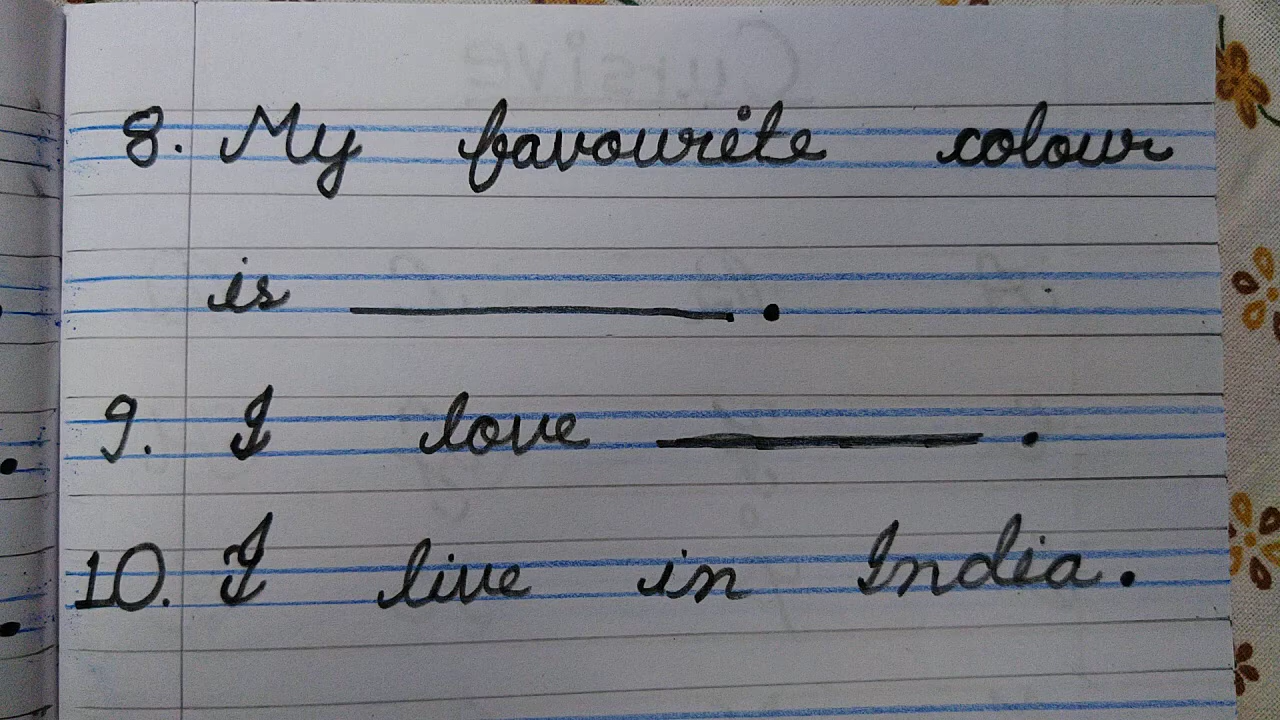 8. My favourite colour
is ________.
9. I love ________.
10. I live in India.